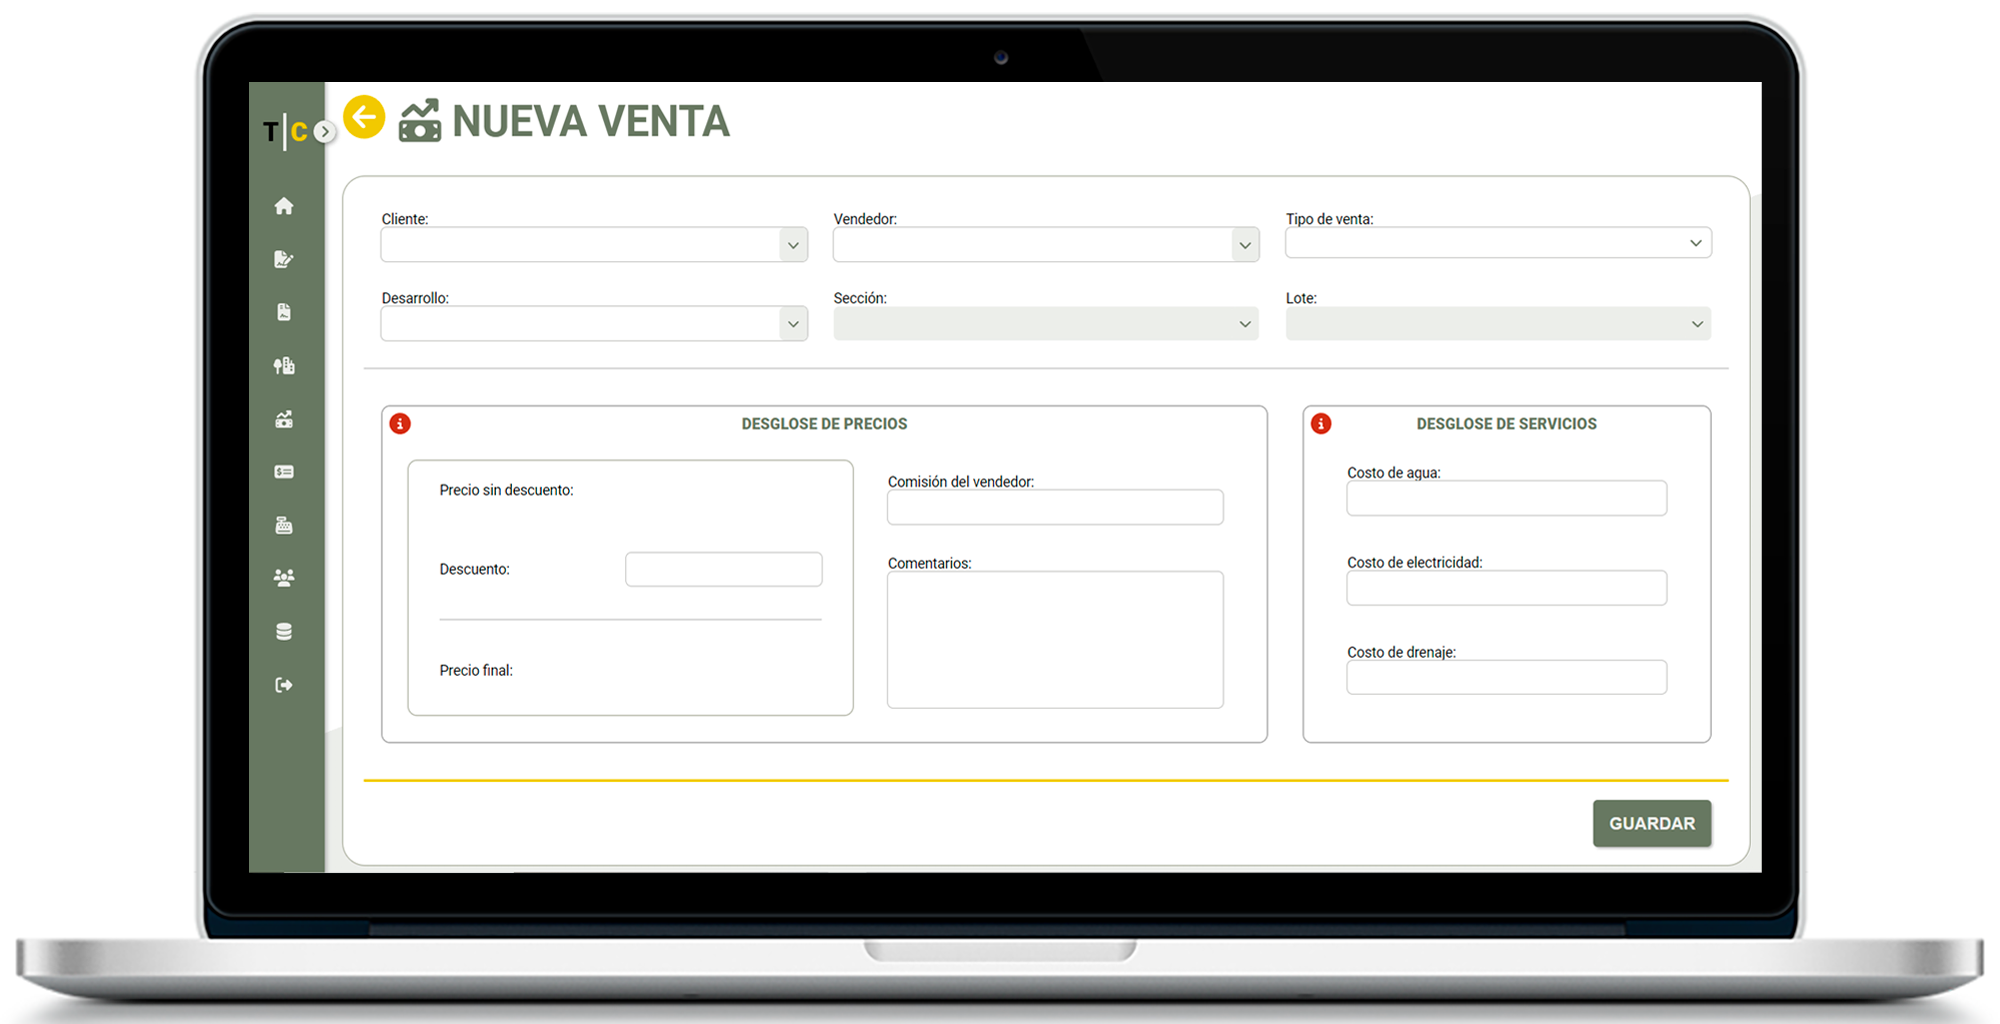 T|C
NUEVA VENTA
Cliente:
Vendedor:
Tipo de venta:
Desarrollo:
Sección:
Lote:
DESGLOSE DE PRECIOS
Precio sin descuento:
Descuento:
Precio final:
Comisión del vendedor:
Comentarios:
DESGLOSE DE SERVICIOS
Costo de agua:
Costo de electricidad:
Costo de drenaje:
GUARDAR